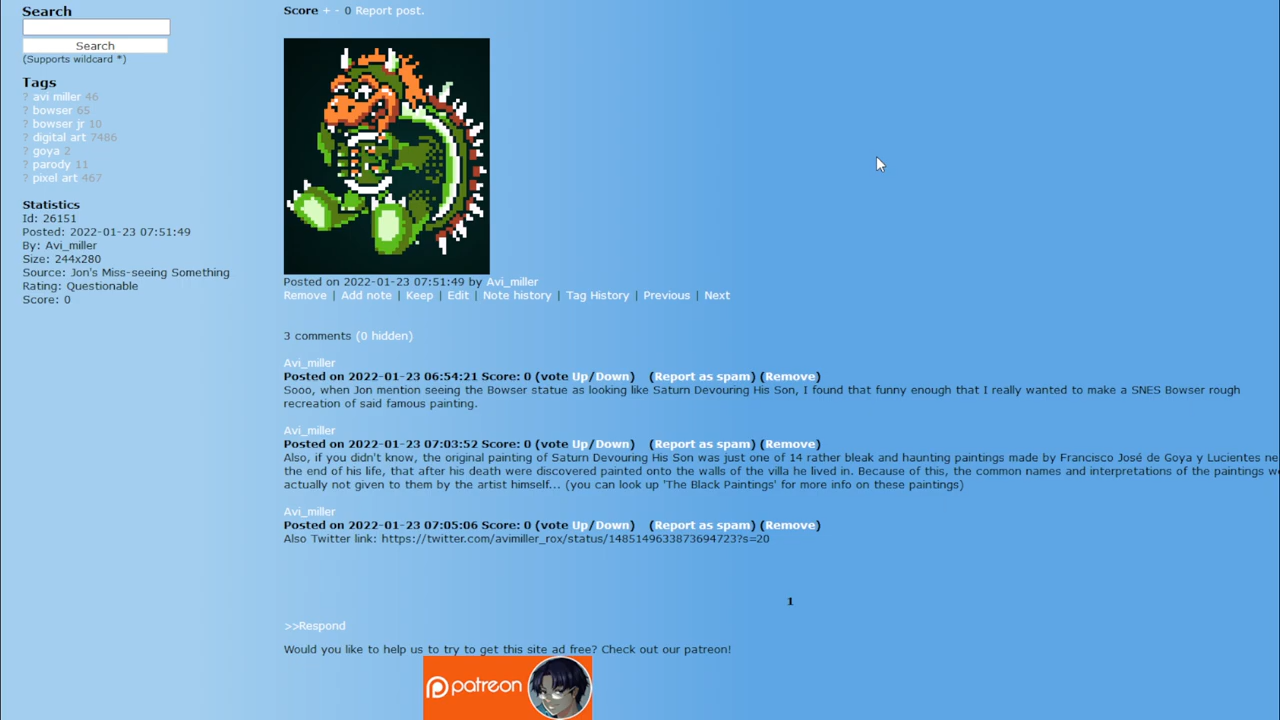 Search
Search
(Supports wildcard *)
Tags
? avi miller 46
? bowser 65
? bowser jr 10
? digital art 7486
? goya 2
? parody 11
? pixel art 467
Statistics
Id: 26151
Posted: 2022-01-23 07:51:49
By: Avi_miller
Size: 244x280
Source: Jon's Miss-seeing Something
Rating: Questionable
Score: 0
Score + - 0 Report post.
Posted on 2022-01-23 07:51:49 by Avi_miller
Remove | Add note | Keep | Edit | Note history | Tag History | Previous | Next
3 comments (0 hidden)
Avi_miller
Posted on 2022-01-23 06:54:21 Score: 0 (vote Up/Down) (Report as spam) (Remove)
Sooo, when Jon mention seeing the Bowser statue as looking like Saturn Devouring His Son, I found that funny enough that I really wanted to make a SNES Bowser rough
recreation of said famous painting.
Avi_miller
Posted on 2022-01-23 07:03:52 Score: 0 (vote Up/Down) (Report as spam) (Remove)
Also, if you didn't know, the original painting of Saturn Devouring His Son was just one of 14 rather bleak and haunting paintings made by Francisco José de Goya y Lucientes ne
the end of his life, that after his death were discovered painted onto the walls of the villa he lived in. Because of this, the common names and interpretations of the paintings w
actually not given to them by the artist himself... (you can look up 'The Black Paintings' for more info on these paintings)
Avi_miller
Posted on 2022-01-23 07:05:06 Score: 0 (vote Up/Down) (Report as spam) (Remove)
Also Twitter link: https://twitter.com/avimiller_rox/status/1485149633873694723?s=20
1
>>Respond
Would you like to help us to try to get this site ad free? Check out our patreon!
patreon